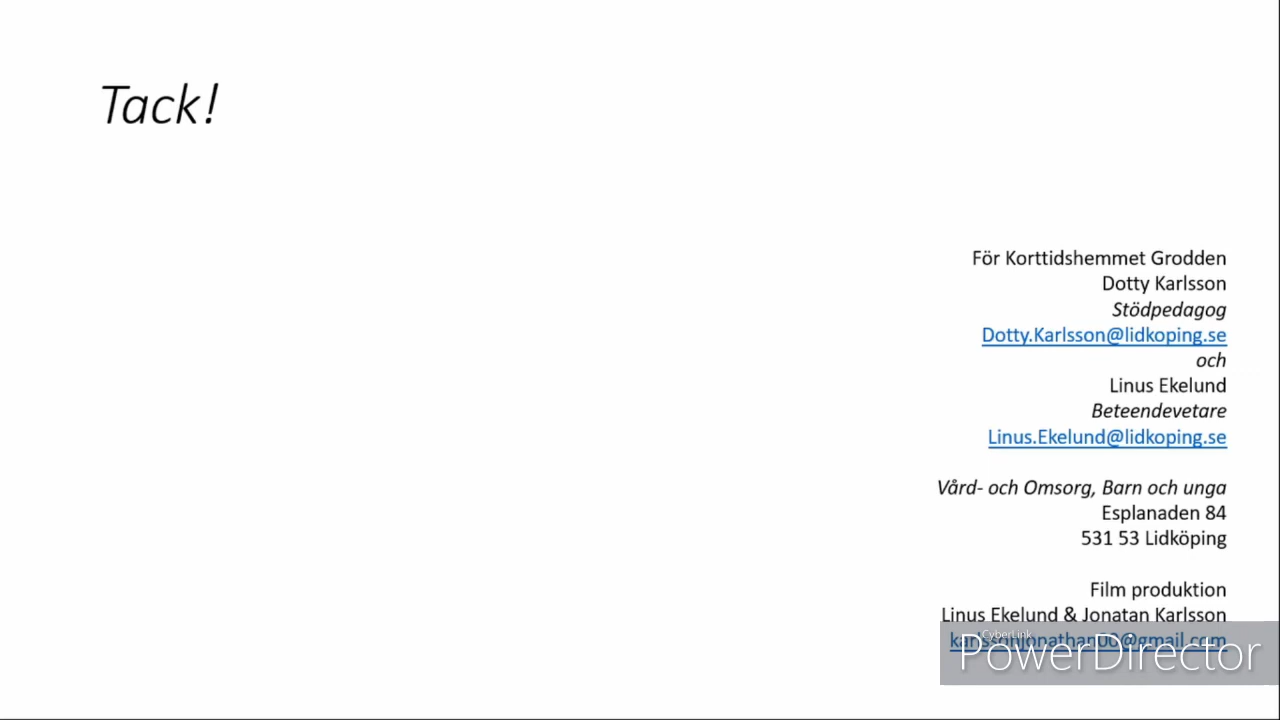 Tack!
För Korttidshemmet Grodden
Dotty Karlsson
Stödpedagog
Dotty.Karlsson@lidkoping.se
och
Linus Ekelund
Beteendevetare
Linus.Ekelund@lidkoping.se
Vård- och Omsorg, Barn och unga
Esplanaden 84
531 53 Lidköping
Film produktion
Linus Ekelund & Jonatan Karlsson
CyberLink
PowerDirector